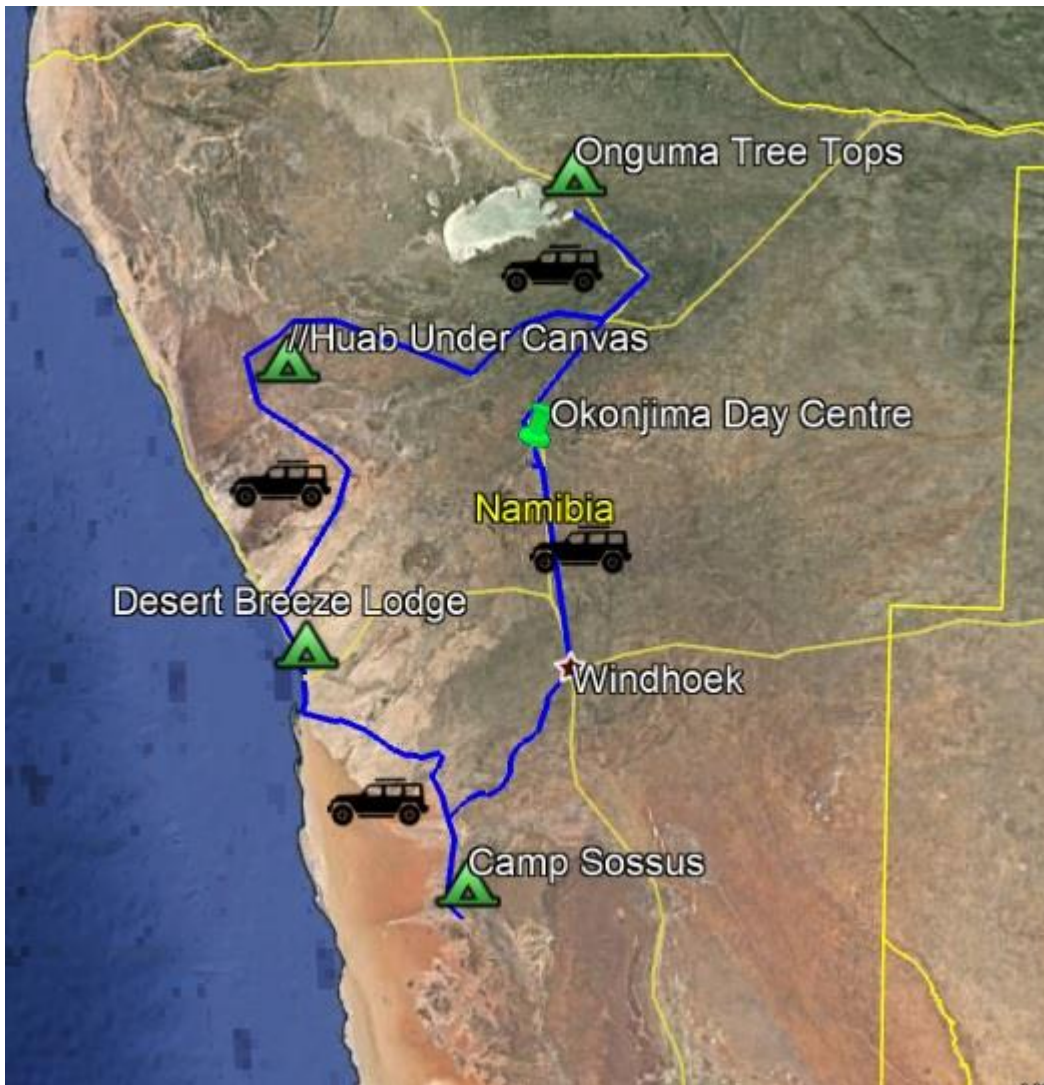 Onguma Tree Tops
//Huab Under Canvas
Okonjima Day Centre
Namibia
Desert Breeze Lodge
Windhoek
Camp Sossus